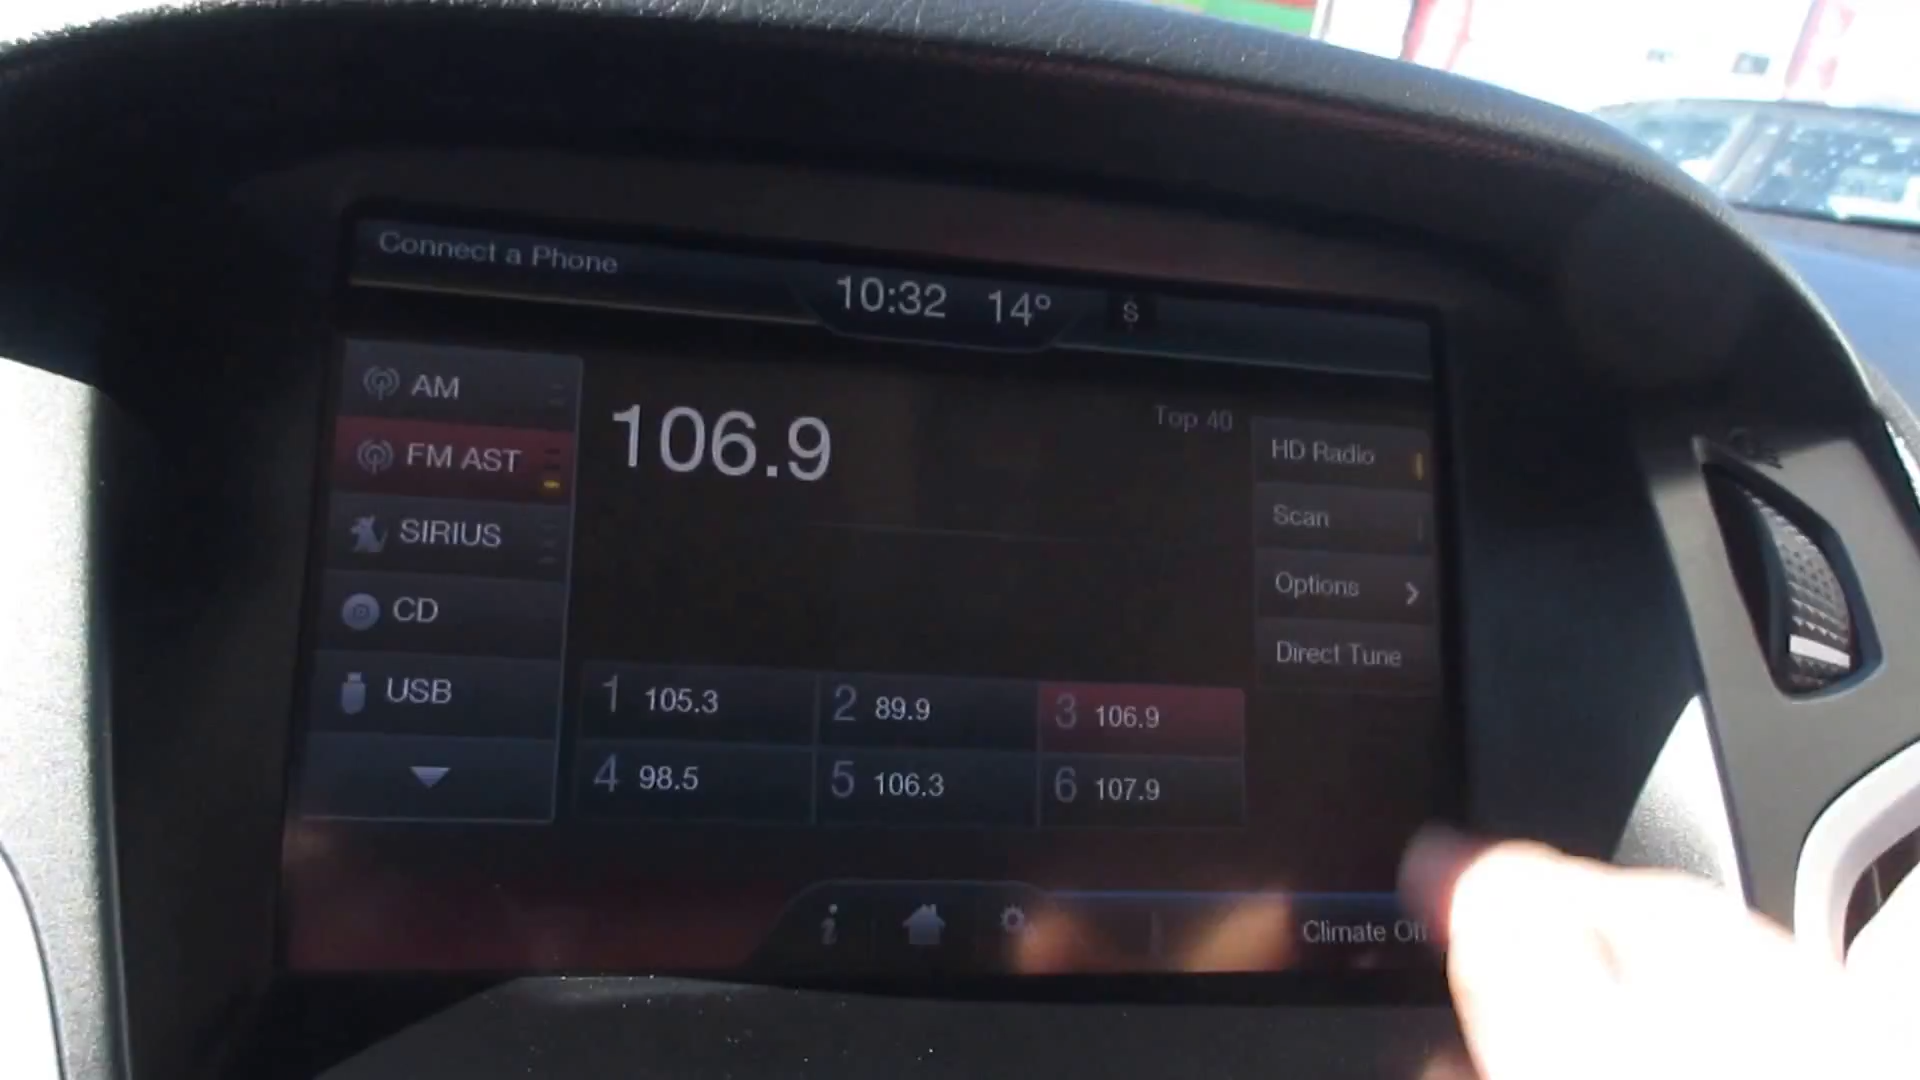 Connect a Phone
10:32 14° S
AM
FM AST
SIRIUS
CD
USB
106.9
Top 40
HD Radio
Scan
Options >
Direct Tune
1 105.3 2 89.9 3 106.9
4 98.5 5 106.3 6 107.9
i
Climate Off